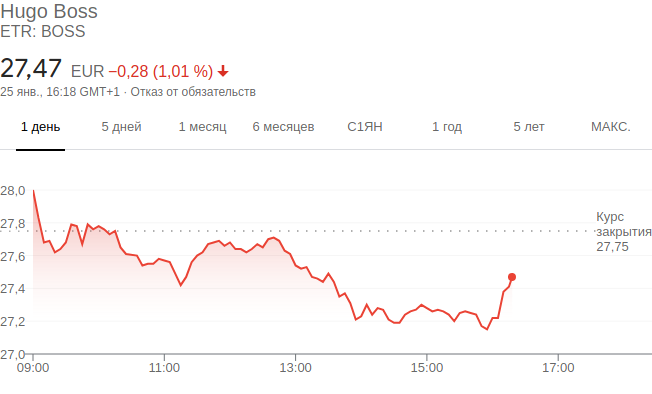 Hugo Boss
ETR: BOSS
27,47 EUR −0,28 (1,01 %)
25 янв., 16:18 GMT+1 · Отказ от обязательств
1 день 5 дней 1 месяц 6 месяцев С1ЯН 1 год 5 лет МАКС.
28,0
27,8
27,6
27,4
27,2
27,0
Курс
закрытия
27,75
09:00 11:00 13:00 15:00 17:00